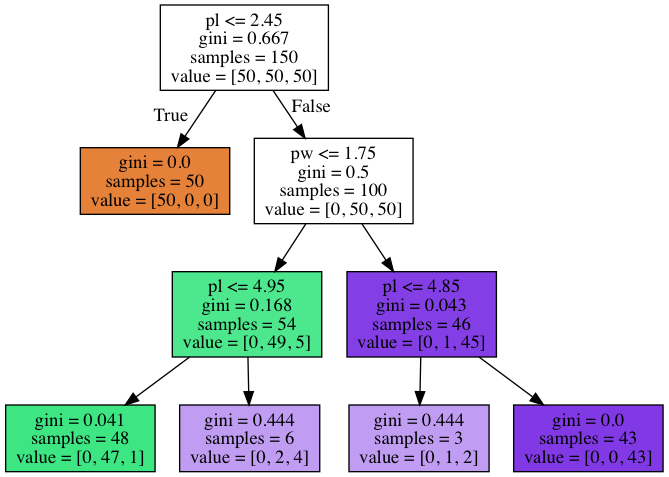 pl <= 2.45
gini = 0.667
samples = 150
value = [50, 50, 50]
True
False
gini = 0.0
samples = 50
value = [50, 0, 0]
pw <= 1.75
gini = 0.5
samples = 100
value = [0, 50, 50]
pl <= 4.95
gini = 0.168
samples = 54
value = [0, 49, 5]
pl <= 4.85
gini = 0.043
samples = 46
value = [0, 1, 45]
gini = 0.041
samples = 48
value = [0, 47, 1]
gini = 0.444
samples = 6
value = [0, 2, 4]
gini = 0.444
samples = 3
value = [0, 1, 2]
gini = 0.0
samples = 43
value = [0, 0, 43]